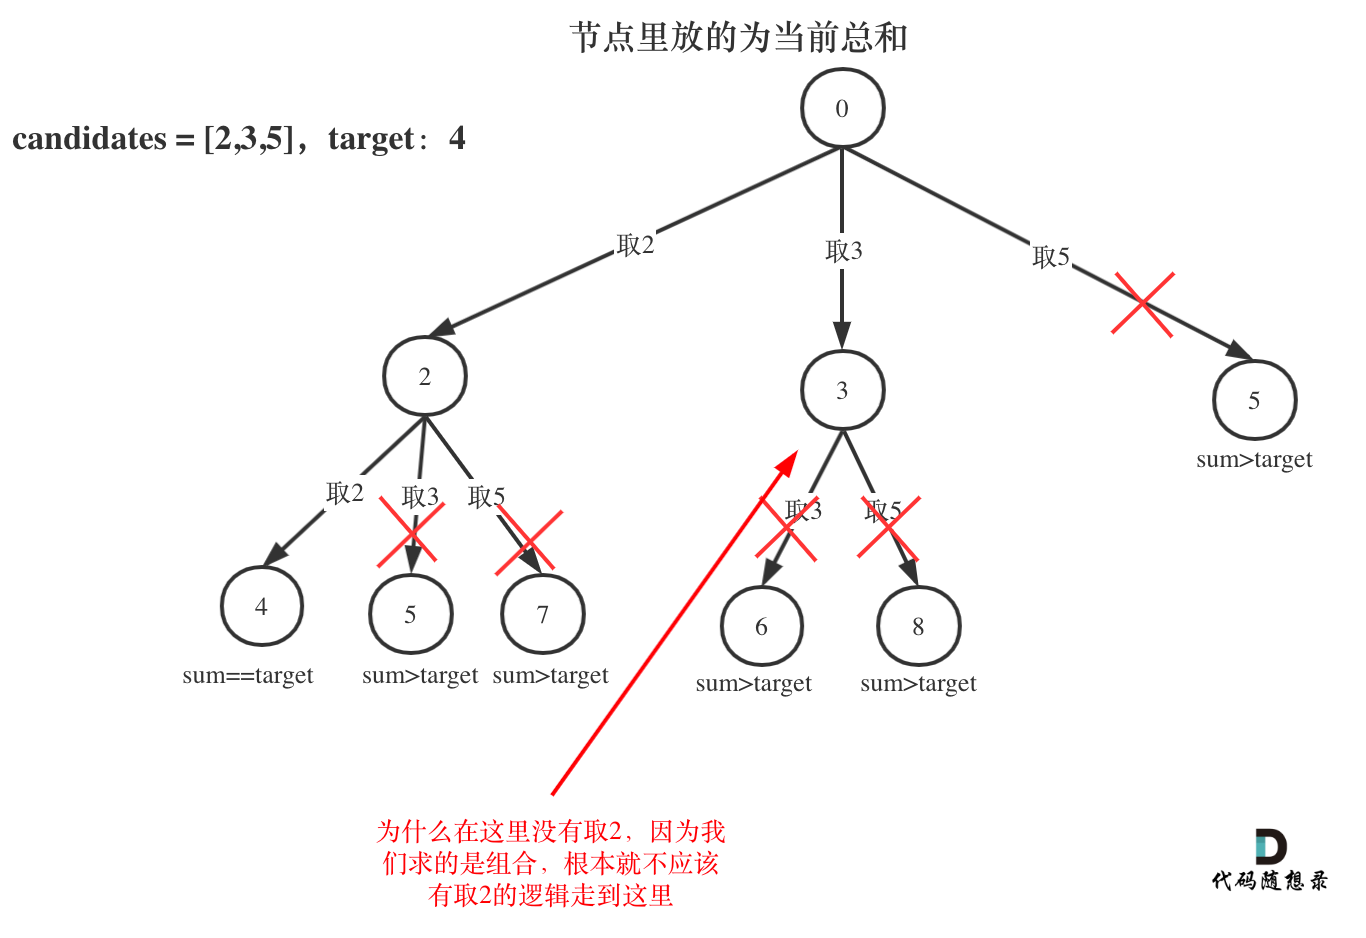 节点里放的为当前总和
0
candidates = [2,3,5]，target：4
取2
取3
取5
2
3
5
sum>target
取2
取3
取5
取3
取5
4
5
7
6
8
sum==target
sum>target
sum>target
sum>target
sum>target
为什么在这里没有取2，因为我
们求的是组合，根本就不应该
有取2的逻辑走到这里
代码随想录